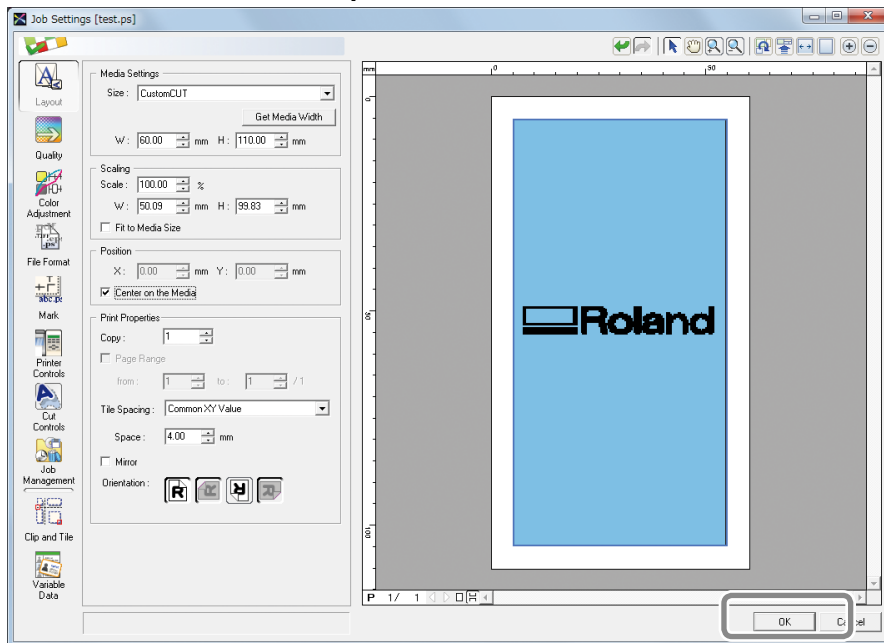 Job Settings [test.ps]
Layout
Quality
Color
Adjustment
File Format
Mark
Printer
Controls
Cut
Controls
Job
Management
Clip and Tile
Variable
Data
Media Settings
Size : CustomCUT
Get Media Width
W : 60.00 mm H : 110.00 mm
Scaling
Scale : 100.00 %
W : 50.09 mm H : 99.83 mm
Fit to Media Size
Position
X : 0.00 mm Y : 0.00 mm
Center on the Media
Print Properties
Copy : 1
Page Range
from : 1 to : 1 / 1
Tile Spacing : Common XY Value
Space : 4.00 mm
Mirror
Orientation :
R R R R
mm 0 50
0
50
100
Roland
P 1/ 1
OK